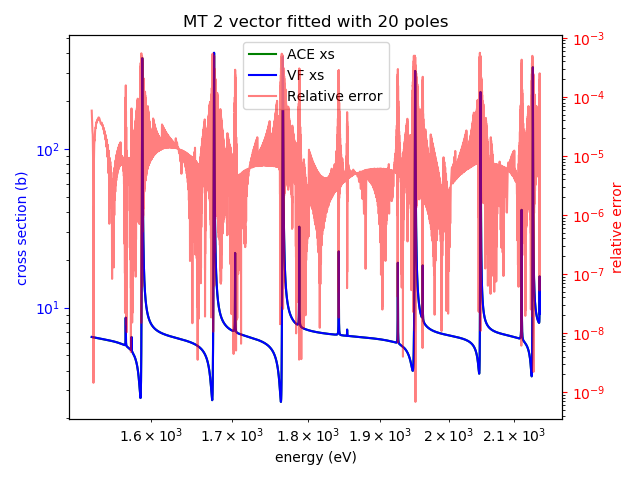 MT 2 vector fitted with 20 poles
ACE xs
VF xs
Relative error
cross section (b)
10²
10¹
10⁻³
10⁻⁴
10⁻⁵
10⁻⁶
10⁻⁷
10⁻⁸
10⁻⁹
relative error
1.6 × 10³ 1.7 × 10³ 1.8 × 10³ 1.9 × 10³ 2 × 10³ 2.1 × 10³
energy (eV)